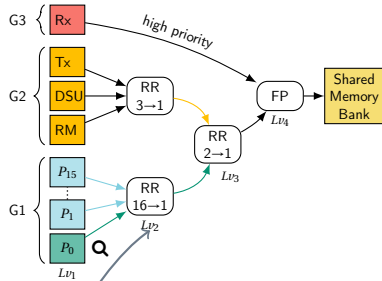 G3
Rx
high priority
G2
Tx
DSU
RM
RR
3→1
FP
Lv4
Shared
Memory
Bank
RR
2→1
Lv3
G1
P15
P1
P0
Lv1
RR
16→1
Lv2